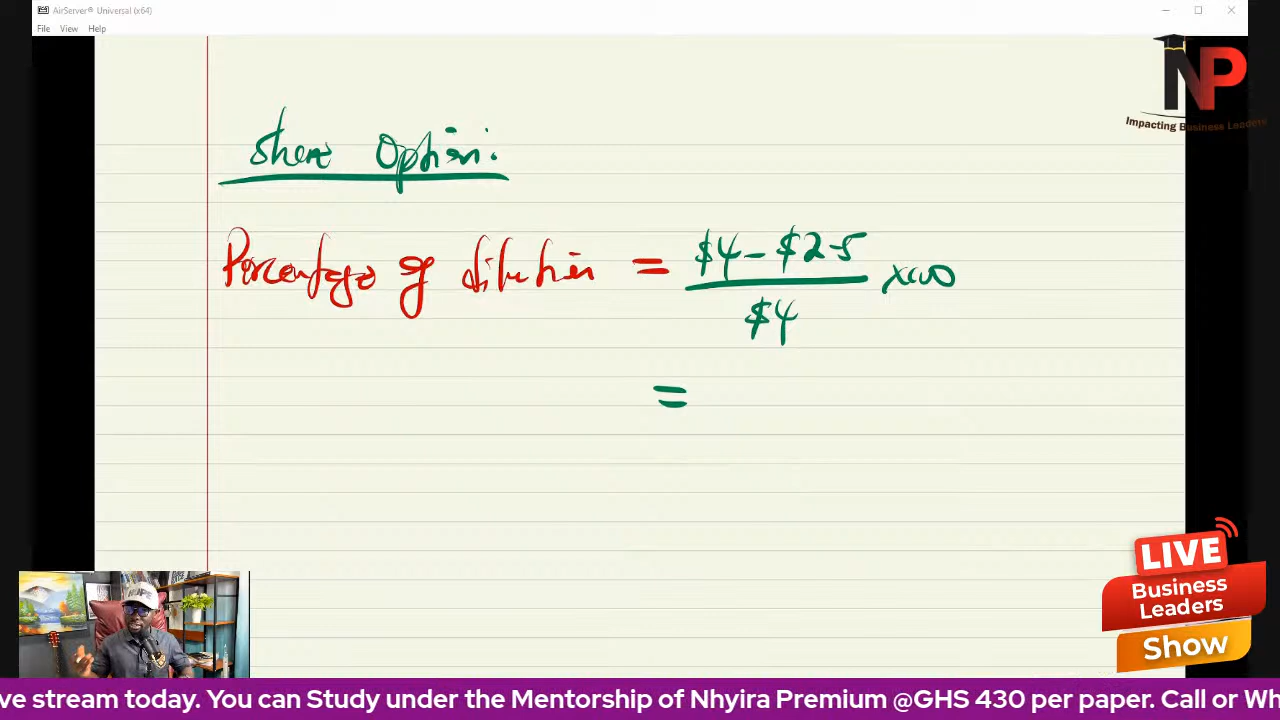 AirServer® Universal (x64)
File View Help
NP
Impacting Business Leaders
Share Option:
Percentage of dilution = $4 - $2.5 x100
$4
=
LIVE
Business
Leaders
Show
ve stream today. You can Study under the Mentorship of Nhyira Premium @GHS 430 per paper. Call or Wh